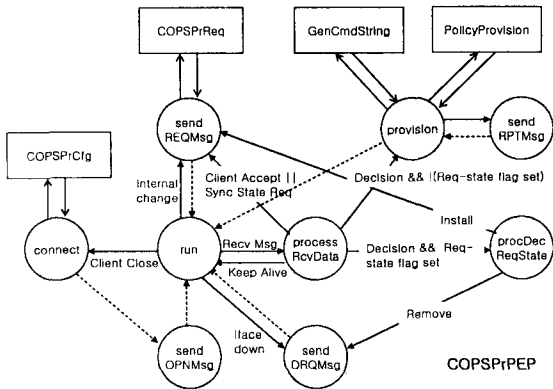 COPSPrReq
GenCmdString
PolicyProvision
send
REQMsg
provision
send
RPTMsg
COPSPrCfg
Internal
change
Client Accept ||
Sync State Req
Decision && !(Req-state flag set)
Install
connect
Client Close
run
Recv Msg
Keep Alive
process
RcvData
Decision && Req-
state flag set
procDec
ReqState
send
OPNMsg
Iface
down
send
DRQMsg
Remove
COPSPrPEP